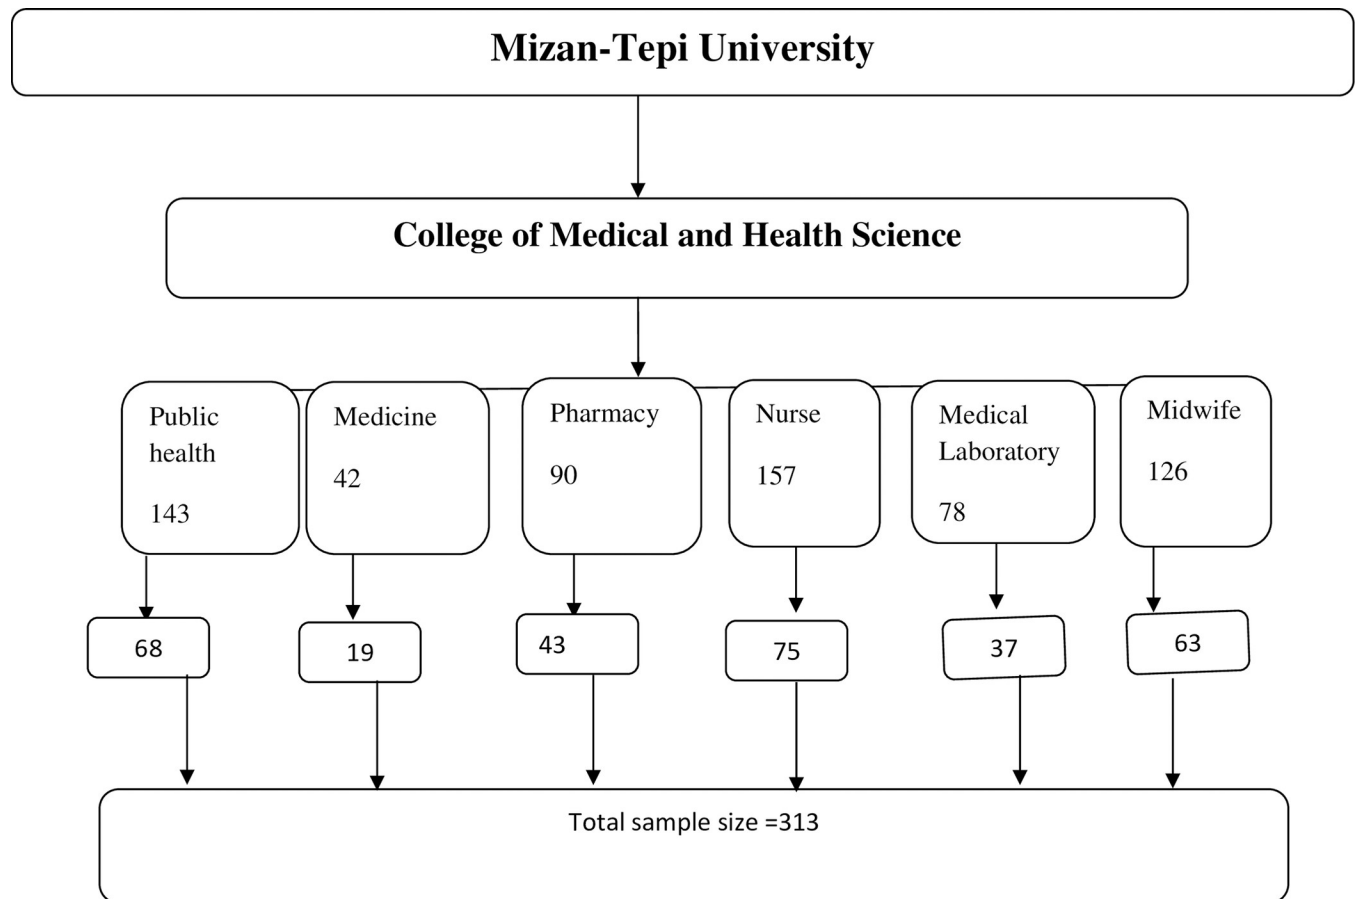 Mizan-Tepi University
College of Medical and Health Science
Public
health
143
Medicine
42
Pharmacy
90
Nurse
157
Medical
Laboratory
78
Midwife
126
68
19
43
75
37
63
Total sample size =313